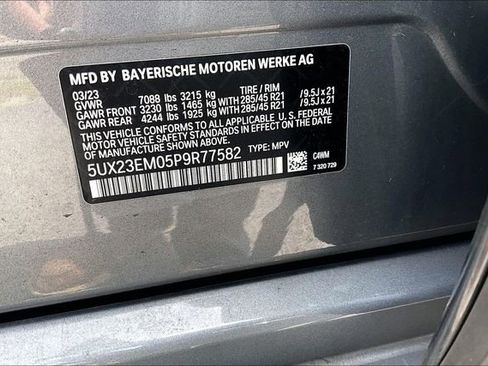 MFD BY BAYERISCHE MOTOREN WERKE AG
03/23
GVWR 7088 lbs 3215 kg TIRE / RIM
GAWR FRONT 3230 lbs 1465 kg WITH 285/45 R21 /9.5J x 21
GAWR REAR 4244 lbs 1925 kg WITH 285/45 R21 /9.5J x 21
THIS VEHICLE CONFORMS TO ALL APPLICABLE U.S. FEDERAL
MOTOR VEHICLE SAFETY STANDARDS IN EFFECT ON
THE DATE OF MANUFACTURE SHOWN ABOVE.
5UX23EM05P9R77582 TYPE: MPV
C4WM
7 320 729